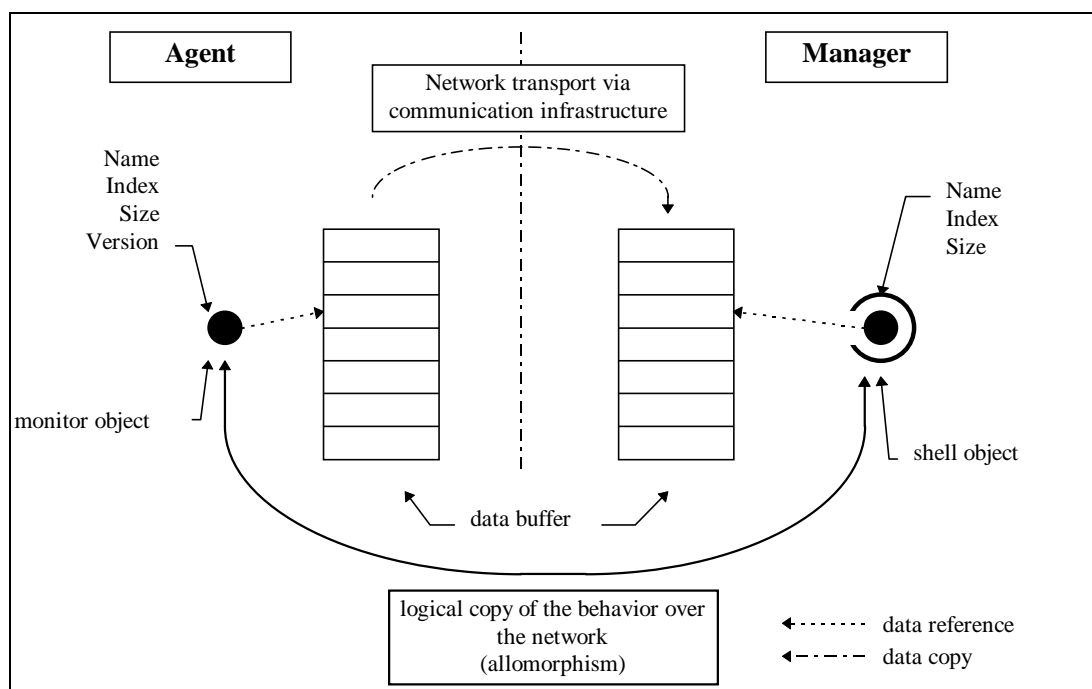 Agent
Manager
Network transport via
communication infrastructure
Name
Index
Size
Version
Name
Index
Size
monitor object
shell object
data buffer
logical copy of the behavior over
the network
(allomorphism)
data reference
data copy